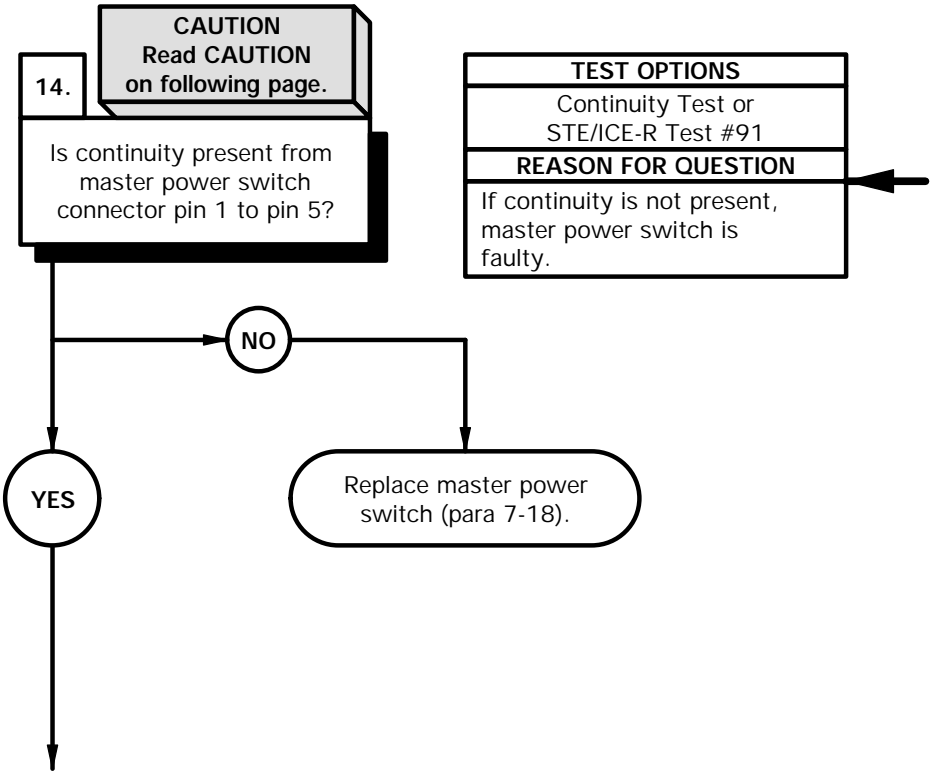 CAUTION
Read CAUTION
on following page.
14.
Is continuity present from
master power switch
connector pin 1 to pin 5?
TEST OPTIONS
Continuity Test or
STE/ICE-R Test #91
REASON FOR QUESTION
If continuity is not present,
master power switch is
faulty.
NO
YES
Replace master power
switch (para 7-18).